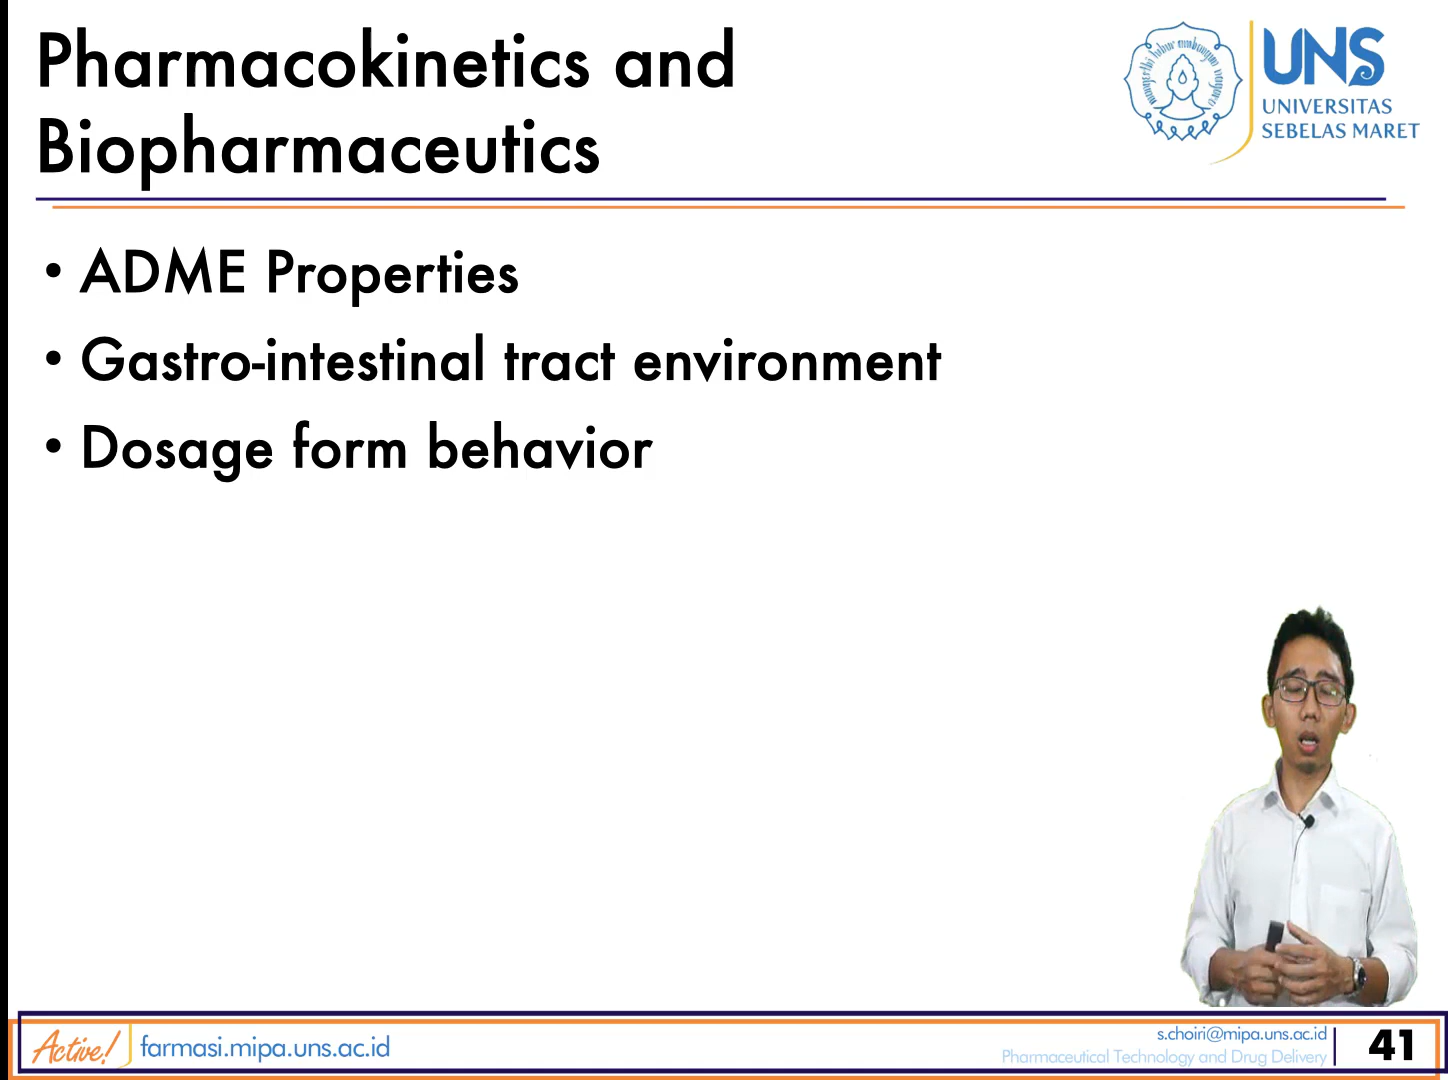 Pharmacokinetics and
Biopharmaceutics
UNS
UNIVERSITAS
SEBELAS MARET
• ADME Properties
• Gastro-intestinal tract environment
• Dosage form behavior
Active!
farmasi.mipa.uns.ac.id
s.choiri@mipa.uns.ac.id
Pharmaceutical Technology and Drug Delivery
41